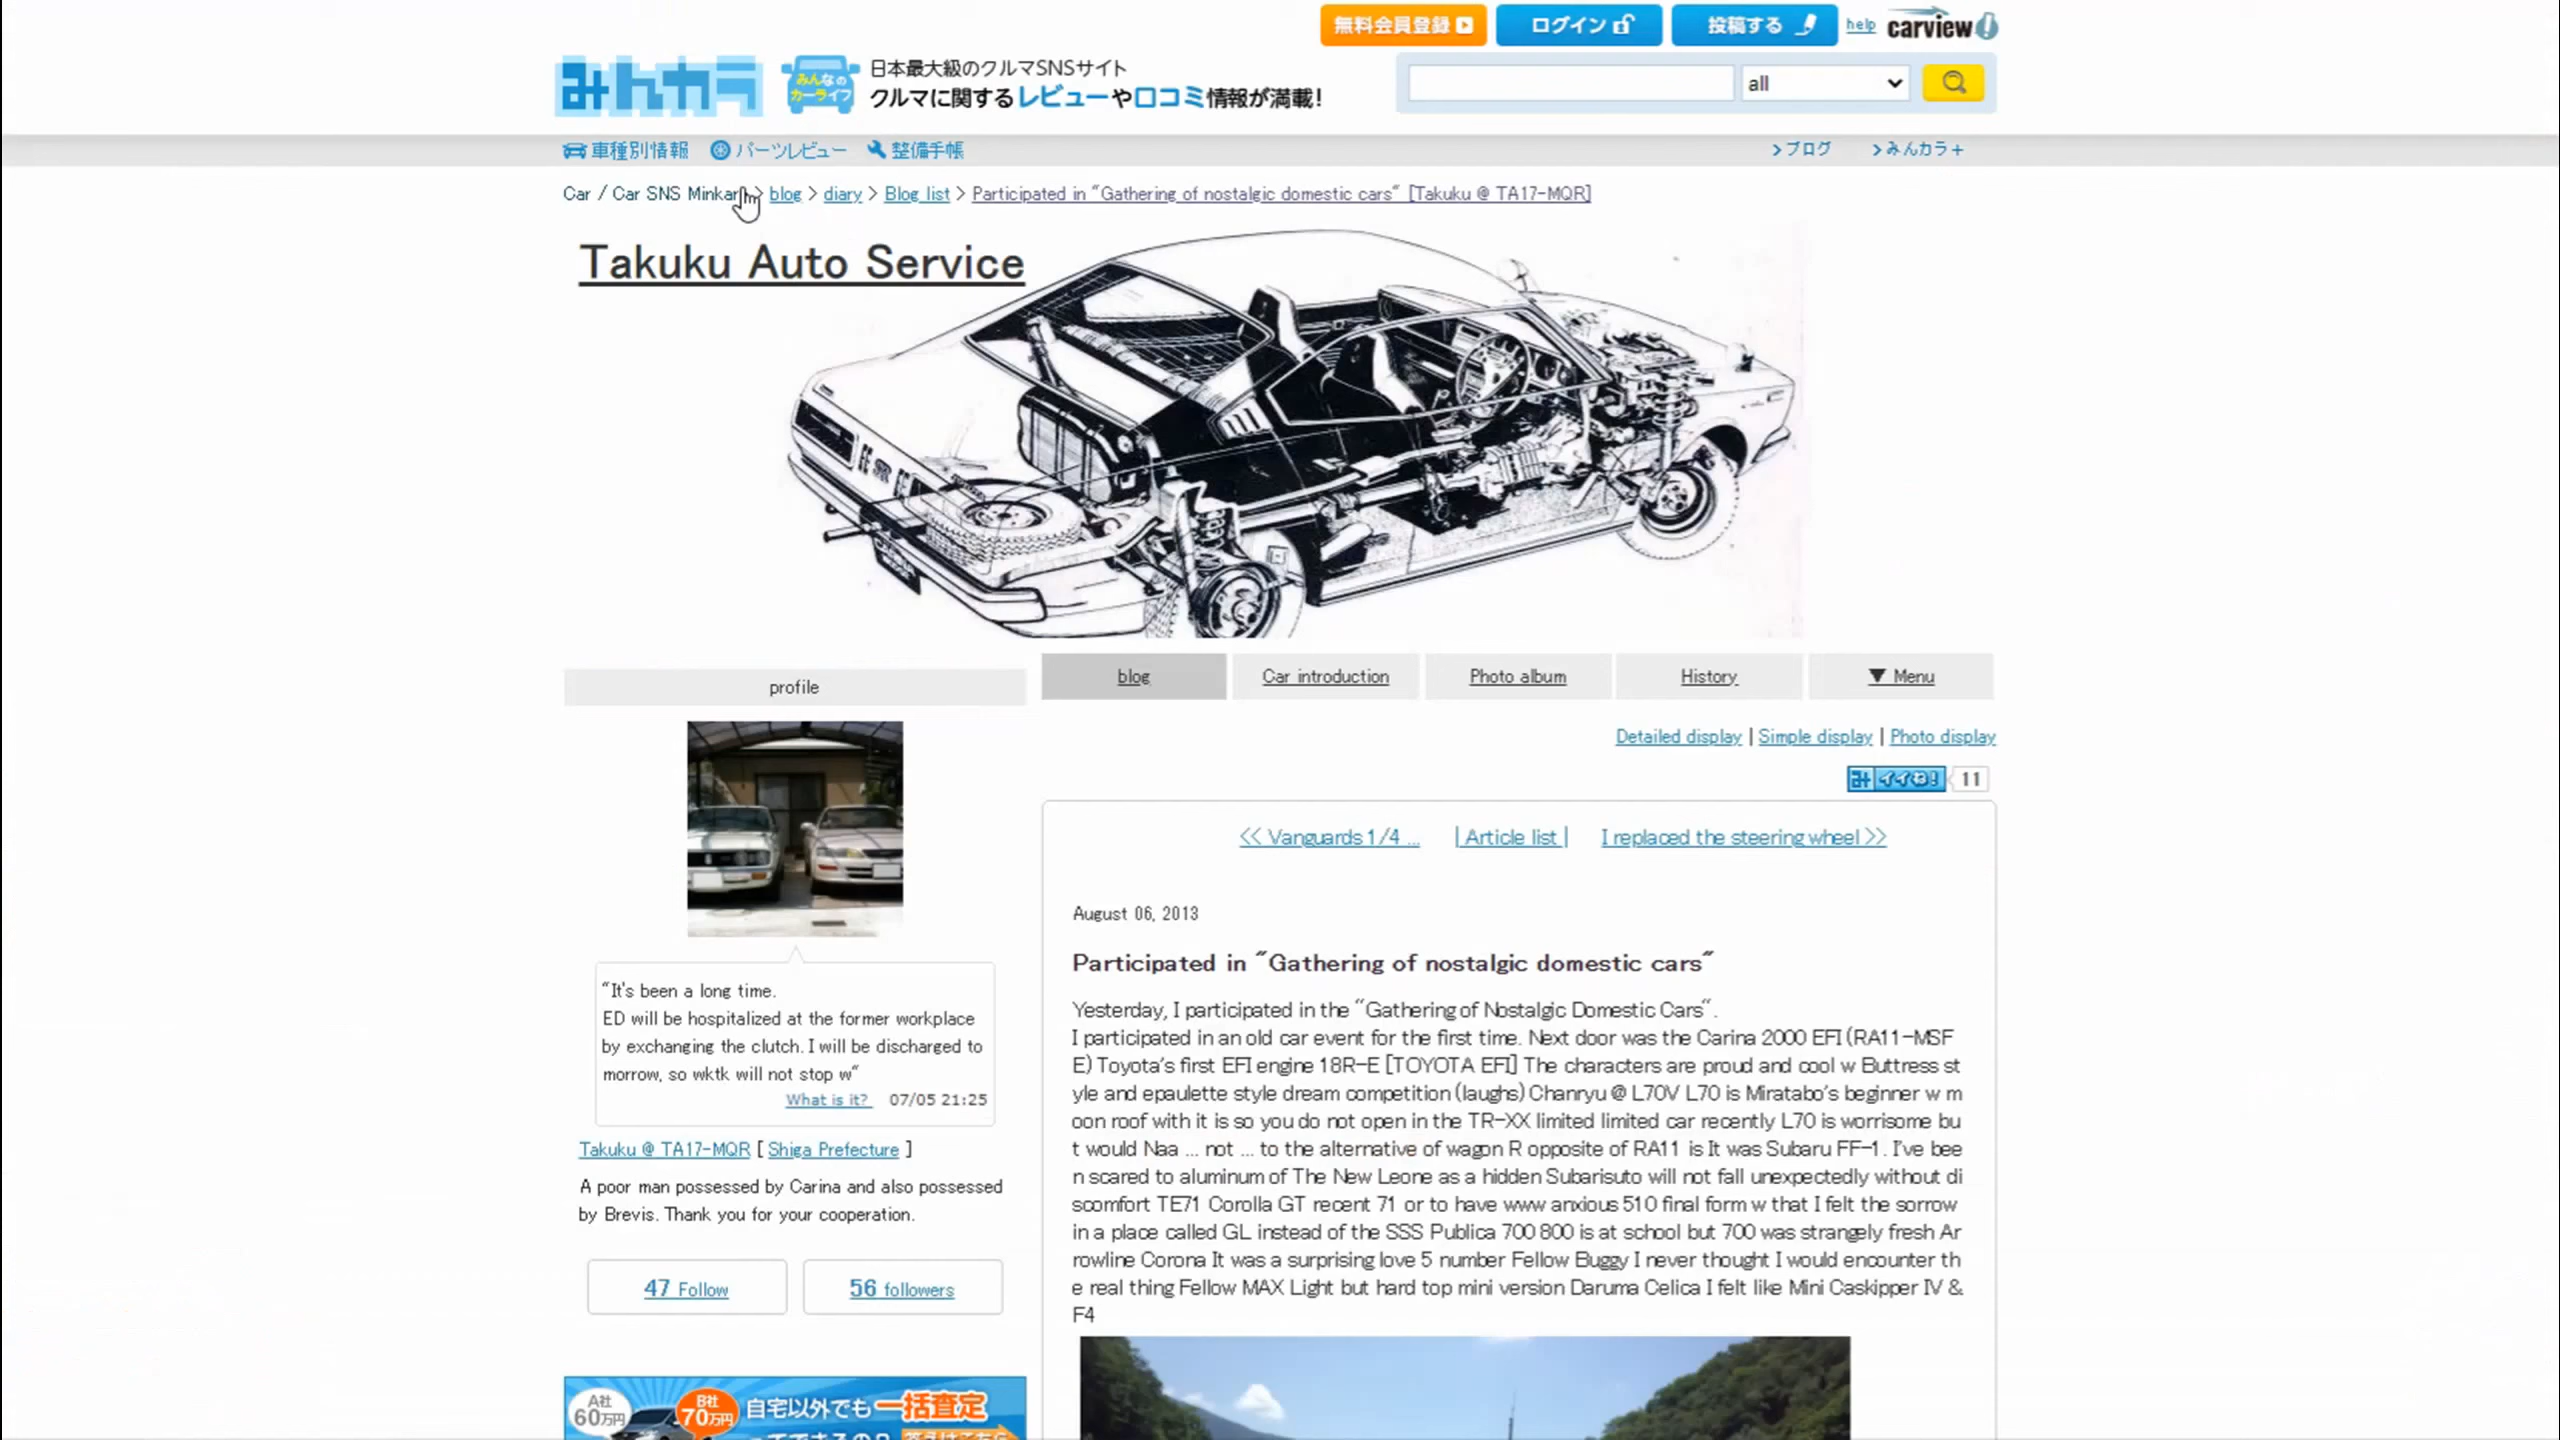 無料会員登録
ログイン
投稿する
help
carview!
みんカラ
みんなの
カーライフ
日本最大級のクルマSNSサイト
クルマに関するレビューや口コミ情報が満載!
all
車種別情報
パーツレビュー
整備手帳
>ブログ
>みんカラ+
Car / Car SNS Minkar > blog > diary > Blog list > Participated in "Gathering of nostalgic domestic cars" [Takuku @ TA17-MQR]
Takuku Auto Service
profile
blog
Car introduction
Photo album
History
▼ Menu
Detailed display | Simple display | Photo display
み イイね! 11
<< Vanguards 1/4 ...
| Article list |
I replaced the steering wheel >>
August 06, 2013
Participated in "Gathering of nostalgic domestic cars"
Yesterday, I participated in the "Gathering of Nostalgic Domestic Cars".
I participated in an old car event for the first time. Next door was the Carina 2000 EFI (RA11-MSF
E) Toyota's first EFI engine 18R-E [TOYOTA EFI] The characters are proud and cool w Buttress st
yle and epaulette style dream competition (laughs) Chanryu @ L70V L70 is Miratabo's beginner w m
oon roof with it is so you do not open in the TR-XX limited limited car recently L70 is worrisome bu
t would Naa ... not ... to the alternative of wagon R opposite of RA11 is It was Subaru FF-1. I've bee
n scared to aluminum of The New Leone as a hidden Subarisuto will not fall unexpectedly without di
scomfort TE71 Corolla GT recent 71 or to have www anxious 510 final form w that I felt the sorrow
in a place called GL instead of the SSS Publica 700 800 is at school but 700 was strangely fresh Ar
rowline Corona It was a surprising love 5 number Fellow Buggy I never thought I would encounter th
e real thing Fellow MAX Light but hard top mini version Daruma Celica I felt like Mini Caskipper IV &
F4
"It's been a long time.
ED will be hospitalized at the former workplace
by exchanging the clutch. I will be discharged to
morrow, so wktk will not stop w"
What is it? 07/05 21:25
Takuku @ TA17-MQR [ Shiga Prefecture ]
A poor man possessed by Carina and also possessed
by Brevis. Thank you for your cooperation.
47 Follow
56 followers
A社
60万円
B社
70万円
自宅以外でも一括査定